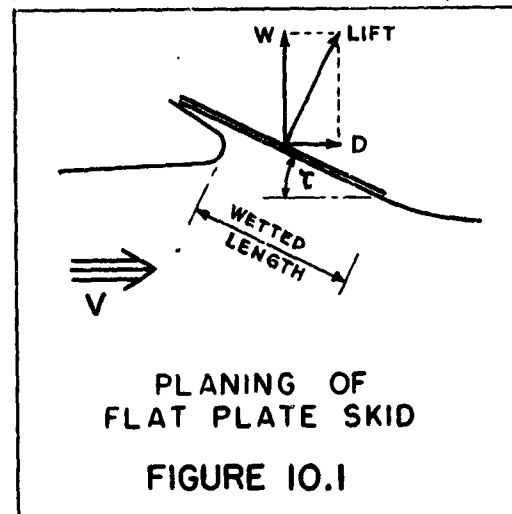 W
LIFT
D
τ
WETTED
LENGTH
V
PLANING OF
FLAT PLATE SKID
FIGURE 10.1